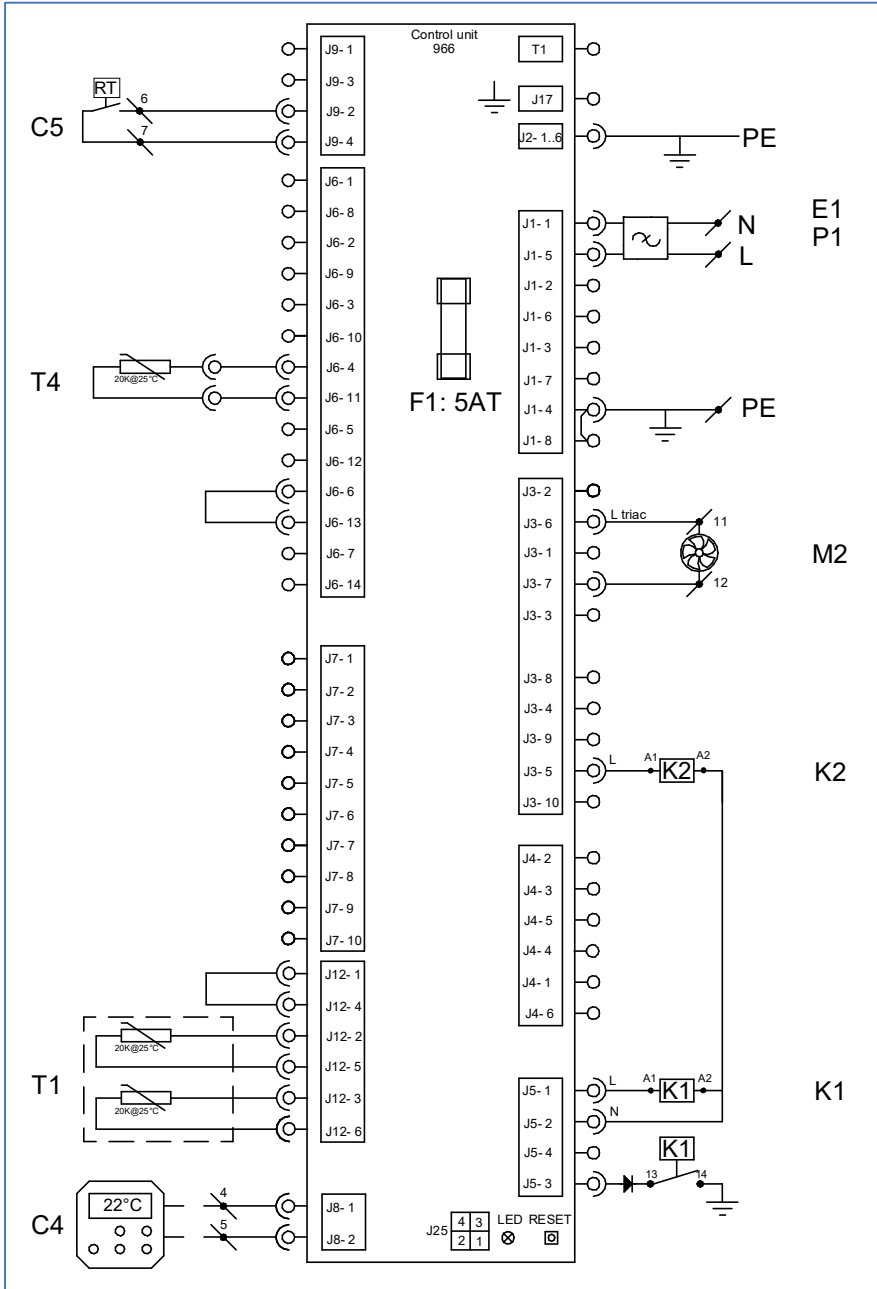 Control unit
966
J9- 1
J9- 3
J9- 2
J9- 4
RT
6
7
C5
J6- 1
J6- 8
J6- 2
J6- 9
J6- 3
J6- 10
J6- 4
J6- 11
J6- 5
J6- 12
J6- 6
J6- 13
J6- 7
J6- 14
T4
20K@25°C
J7- 1
J7- 2
J7- 3
J7- 4
J7- 5
J7- 6
J7- 7
J7- 8
J7- 9
J7- 10
J12- 1
J12- 4
J12- 2
J12- 5
J12- 3
J12- 6
T1
20K@25°C
20K@25°C
C4
22°C
4
5
J8- 1
J8- 2
F1: 5AT
J25
4 3
2 1
LED RESET
T1
J17
J2- 1..6
PE
J1- 1
J1- 5
J1- 2
J1- 6
J1- 3
J1- 7
J1- 4
J1- 8
N
L
E1
P1
PE
J3- 2
J3- 6
J3- 1
J3- 7
J3- 3
J3- 8
J3- 4
J3- 9
J3- 5
J3- 10
L triac
11
12
M2
L
A1
K2
A2
K2
J4- 2
J4- 3
J4- 5
J4- 4
J4- 1
J4- 6
J5- 1
J5- 2
J5- 4
J5- 3
L
A1
K1
A2
K1
N
K1
13
14